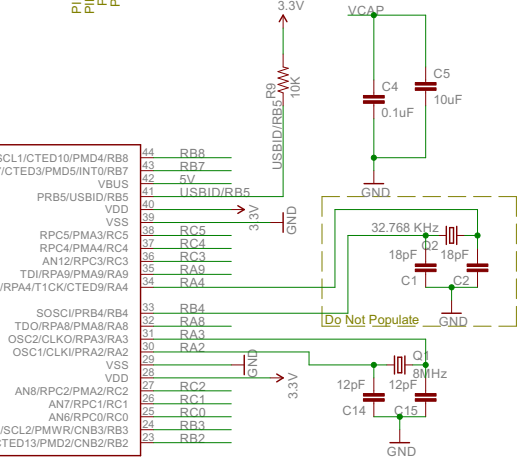 PI
PI
P
P
3.3V
VCAP
R9
10K
USBID/RB5
C4
0.1uF
C5
10uF
GND
SCL1/CTED10/PMD4/RB8 44 RB8
/CTED3/PMD5/INT0/RB7 43 RB7
VBUS 42 5V
PRB5/USBID/RB5 41 USBID/RB5
VDD 40 3.3V
VSS 39 GND
RPC5/PMA3/RC5 38 RC5
RPC4/PMA4/RC4 37 RC4
AN12/RPC3/RC3 36 RC3
TDI/RPA9/PMA9/RA9 35 RA9
/RPA4/T1CK/CTED9/RA4 34 RA4
32.768 KHz
Q2
18pF
18pF
C1
C2
GND
Do Not Populate
SOSCI/PRB4/RB4 33 RB4
TDO/RPA8/PMA8/RA8 32 RA8
OSC2/CLKO/RPA3/RA3 31 RA3
OSC1/CLKI/PRA2/RA2 30 RA2
VSS 29 GND
VDD 28 3.3V
AN8/RPC2/PMA2/RC2 27 RC2
AN7/RPC1/RC1 26 RC1
AN6/RPC0/RC0 25 RC0
/SCL2/PMWR/CNB3/RB3 24 RB3
CTED13/PMD2/CNB2/RB2 23 RB2
Q1
8MHz
12pF
12pF
C14
C15
GND